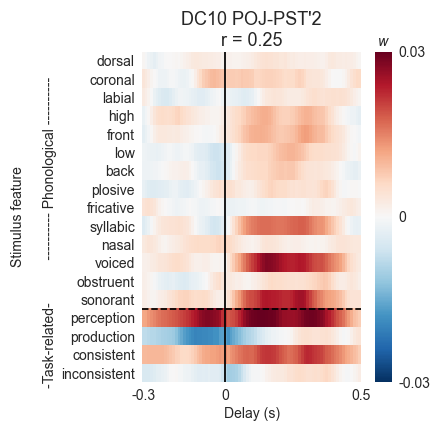 DC10 POJ-PST'2
r = 0.25
w
dorsal
coronal
labial
high
front
low
back
plosive
fricative
syllabic
nasal
voiced
obstruent
sonorant
perception
production
consistent
inconsistent
Stimulus feature
-Task-related- ----------- Phonological ----------
0.03
0
-0.03
-0.3 0 0.5
Delay (s)